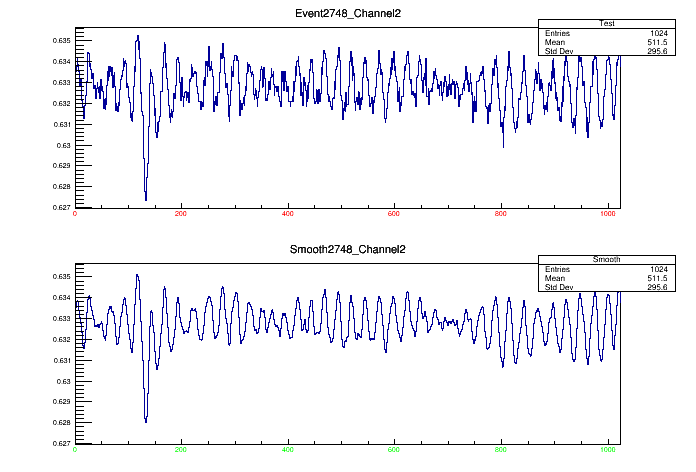 Event2748_Channel2
Test
Entries 1024
Mean 511.5
Std Dev 295.6
0.635
0.634
0.633
0.632
0.631
0.63
0.629
0.628
0.627
0 200 400 600 800 1000
Smooth2748_Channel2
Smooth
Entries 1024
Mean 511.5
Std Dev 295.6
0.635
0.634
0.633
0.632
0.631
0.63
0.629
0.628
0.627
0 200 400 600 800 1000